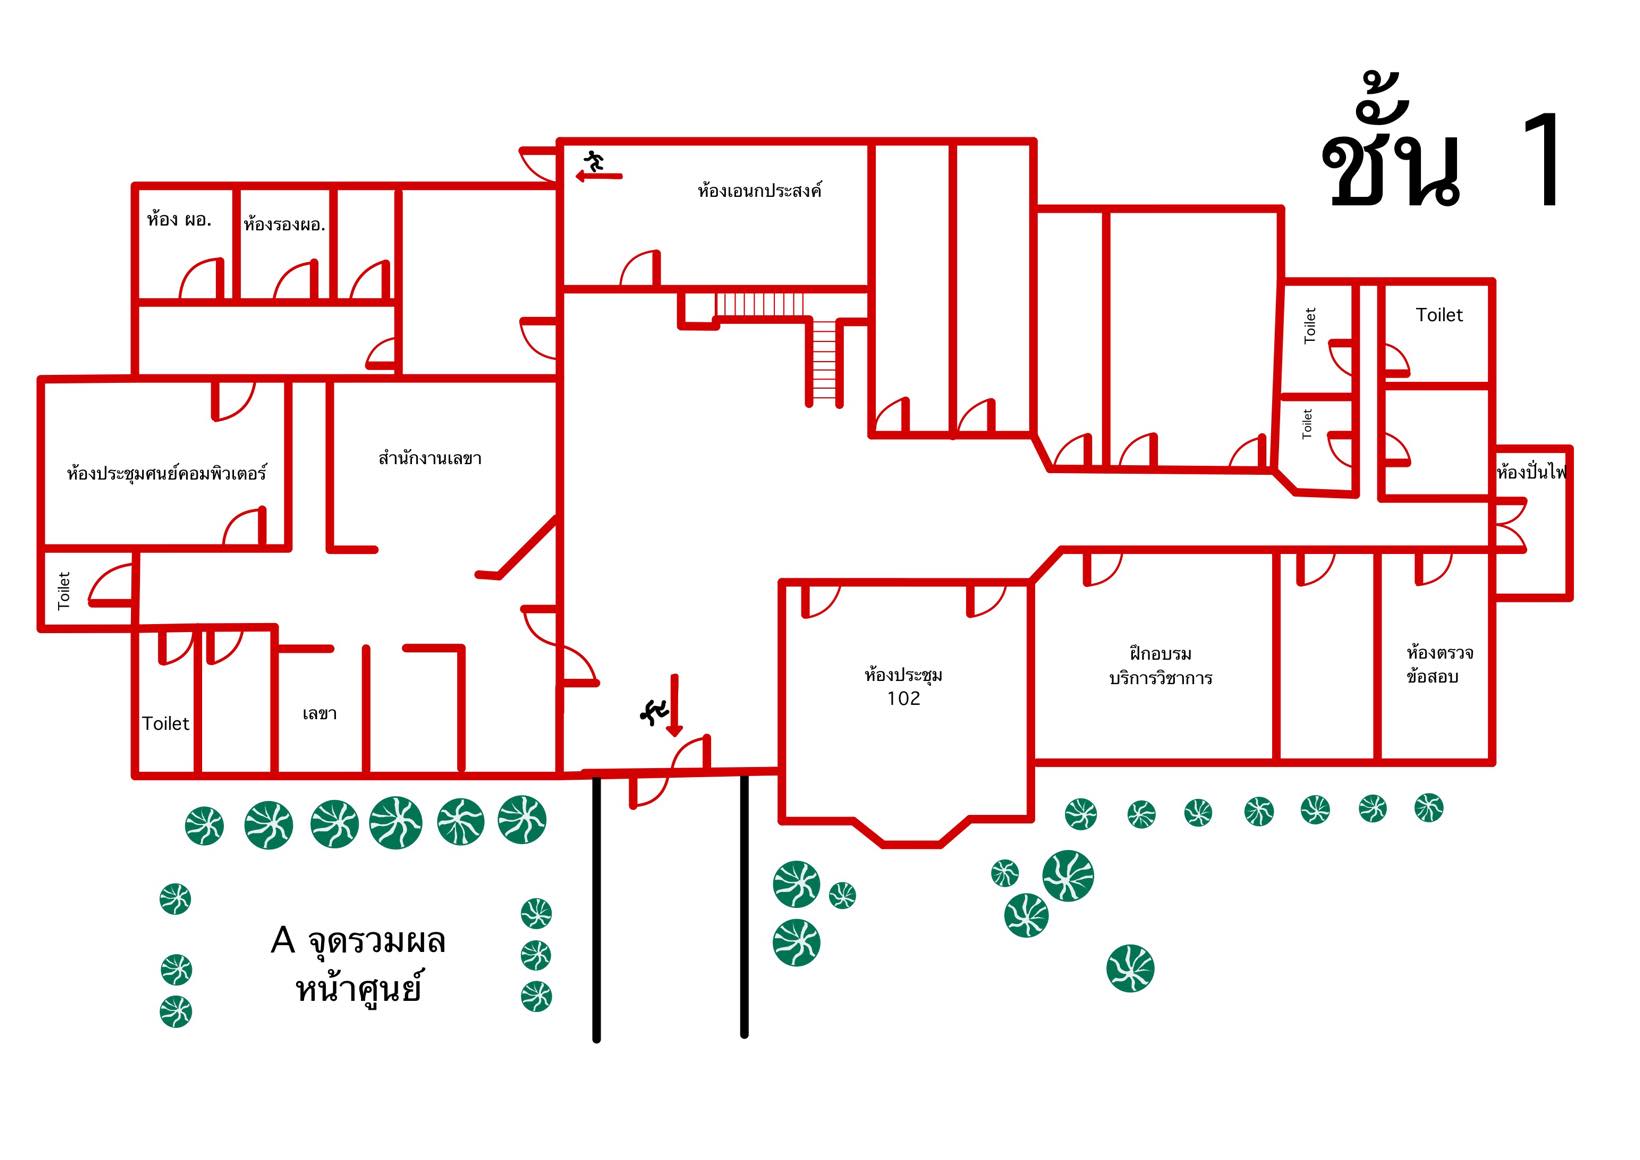 ชั้น 1
ห้องเอนกประสงค์
ห้อง ผอ.
ห้องรองผอ.
Toilet
Toilet
Toilet
สำนักงานเลขา
ห้องประชุมศนย์คอมพิวเตอร์
ห้องปั่นไฟ
Toilet
ฝึกอบรม
บริการวิชาการ
ห้องตรวจ
ข้อสอบ
ห้องประชุม
102
เลขา
Toilet
A จุดรวมผล
หน้าศูนย์